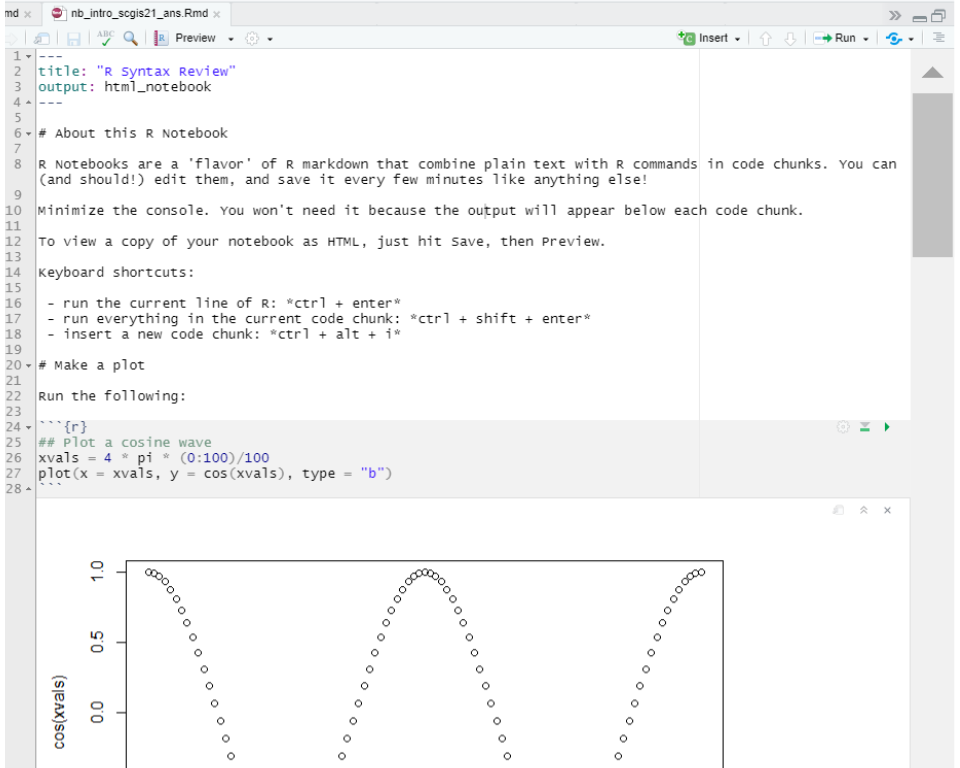 md ×
nb_intro_scgis21_ans.Rmd ×
ABC
R Preview
Insert
Run
1 ---
2 title: "R Syntax Review"
3 output: html_notebook
4 ---
5
6 # About this R Notebook
7
8 R Notebooks are a 'flavor' of R markdown that combine plain text with R commands in code chunks. You can
(and should!) edit them, and save it every few minutes like anything else!
9
10 Minimize the console. You won't need it because the output will appear below each code chunk.
11
12 To view a copy of your notebook as HTML, just hit Save, then Preview.
13
14 Keyboard shortcuts:
15
16 - run the current line of R: *ctrl + enter*
17 - run everything in the current code chunk: *ctrl + shift + enter*
18 - insert a new code chunk: *ctrl + alt + i*
19
20 # Make a plot
21
22 Run the following:
23
24 ```{r}
25 ## Plot a cosine wave
26 xvals = 4 * pi * (0:100)/100
27 plot(x = xvals, y = cos(xvals), type = "b")
28 ```
1.0
0.5
0.0
cos(xvals)